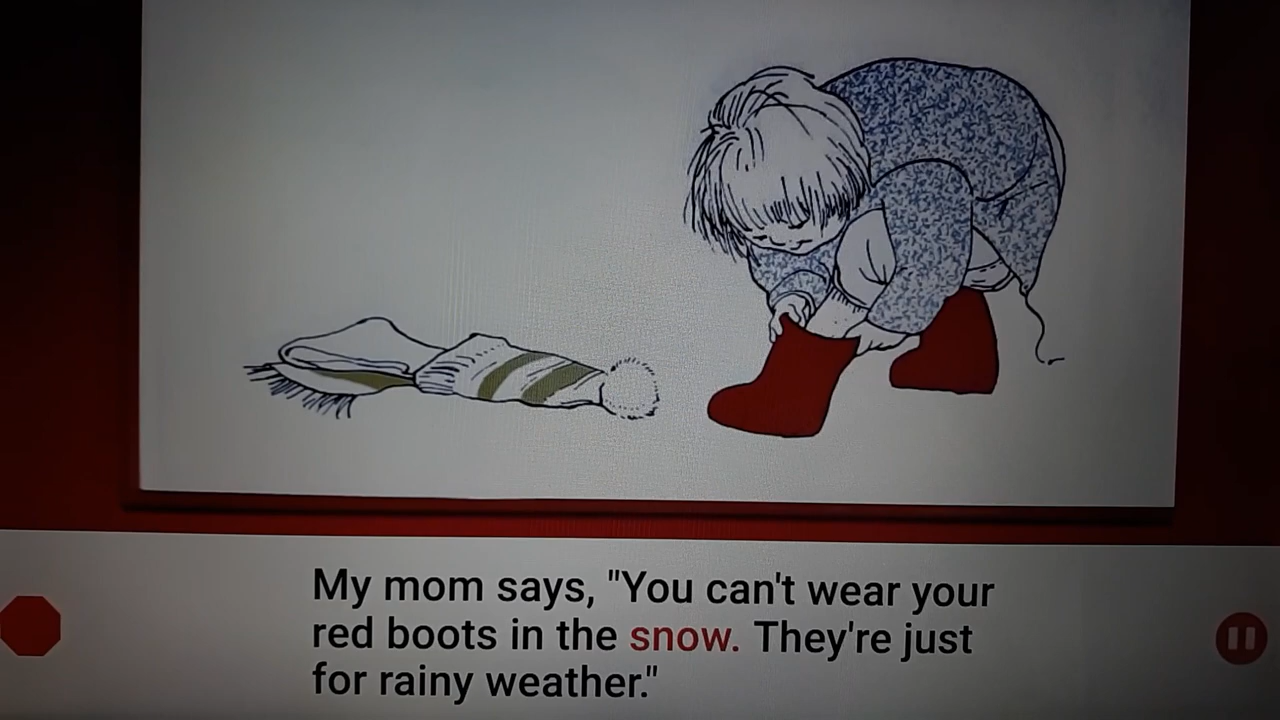 My mom says, "You can't wear your
red boots in the snow. They're just
for rainy weather."